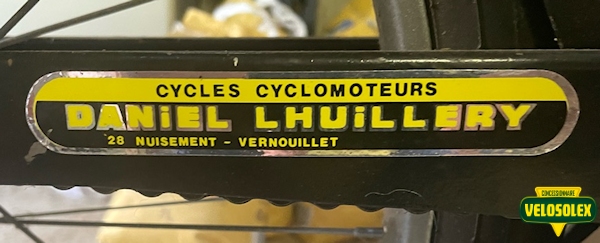 CYCLES CYCLOMOTEURS
DANiEL LHUiLLERY
28 NUISEMENT - VERNOUILLET
CONCESSIONNAIRE
VELOSOLEX